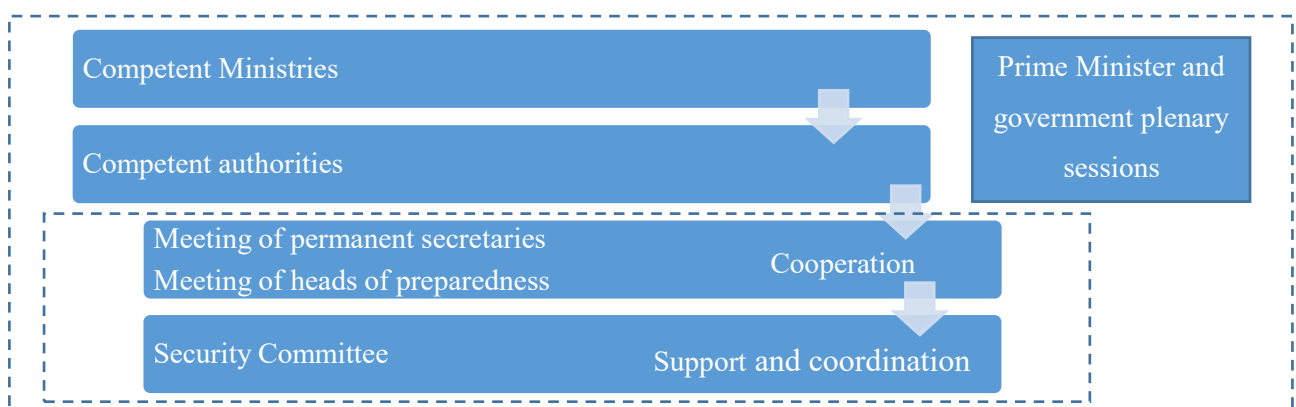 Competent Ministries
Prime Minister and
government plenary
sessions
Competent authorities
Meeting of permanent secretaries
Meeting of heads of preparedness
Cooperation
Security Committee
Support and coordination